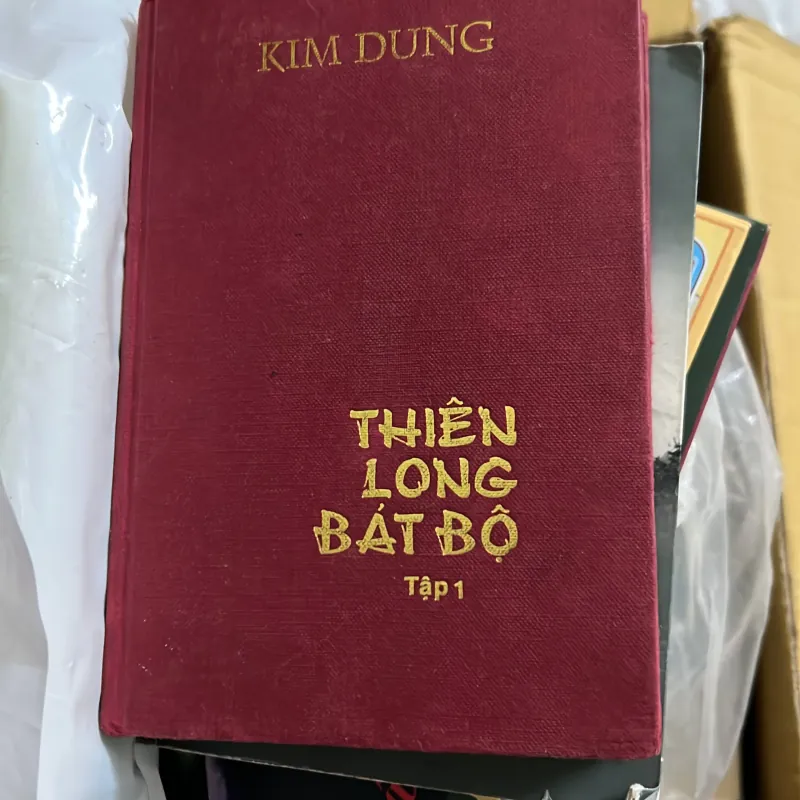 KIM DUNG
THIÊN
LONG
BÁT BỘ
Tập 1